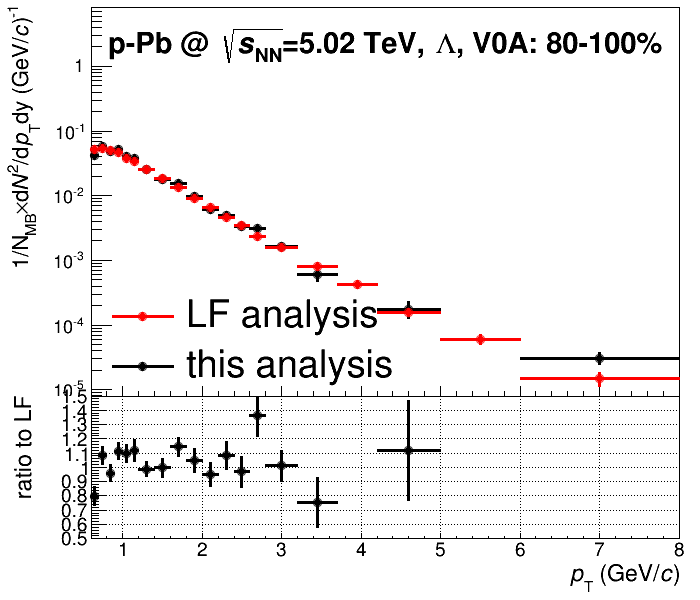 p-Pb @ √s_NN=5.02 TeV, Λ, V0A: 80-100%
1/N_MB×dN²/dp_Tdy (GeV/c)⁻¹
1
10⁻¹
10⁻²
10⁻³
10⁻⁴
10⁻⁵
LF analysis
this analysis
ratio to LF
1.5
1.4
1.3
1.2
1.1
1
0.9
0.8
0.7
0.6
0.5
1 2 3 4 5 6 7 8
p_T (GeV/c)